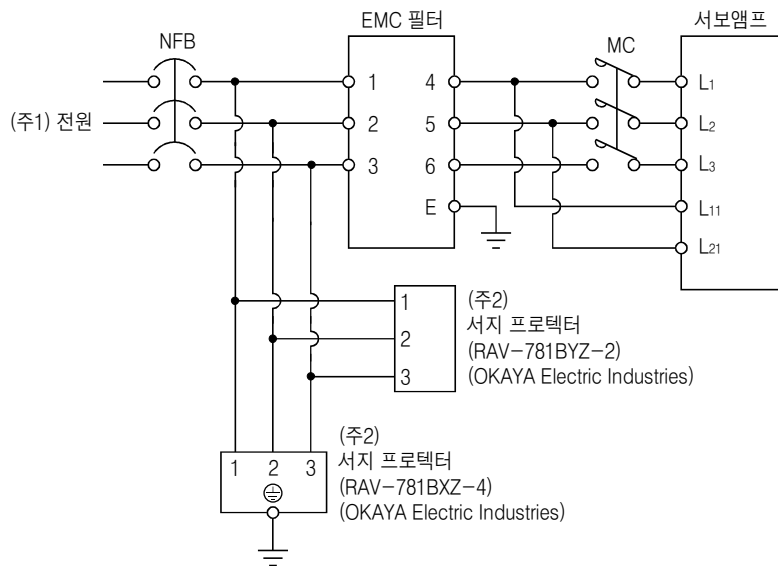 NFB
EMC 필터
MC
서보앰프
(주1) 전원
1 4
2 5
3 6
E
L1
L2
L3
L11
L21
1
2
3
(주2)
서지 프로텍터
(RAV-781BYZ-2)
(OKAYA Electric Industries)
1 2 3
(주2)
서지 프로텍터
(RAV-781BXZ-4)
(OKAYA Electric Industries)